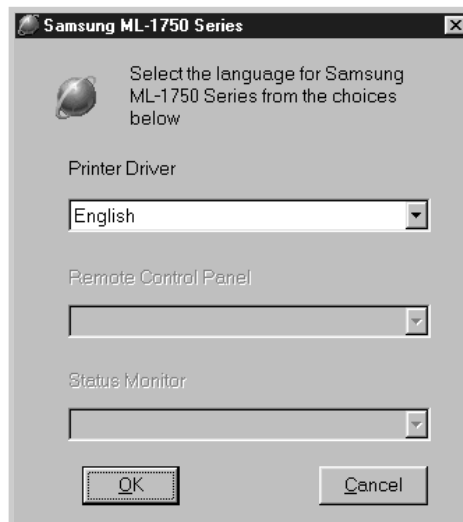 Samsung ML-1750 Series
Select the language for Samsung
ML-1750 Series from the choices
below
Printer Driver
English
Remote Control Panel
Status Monitor
OK
Cancel